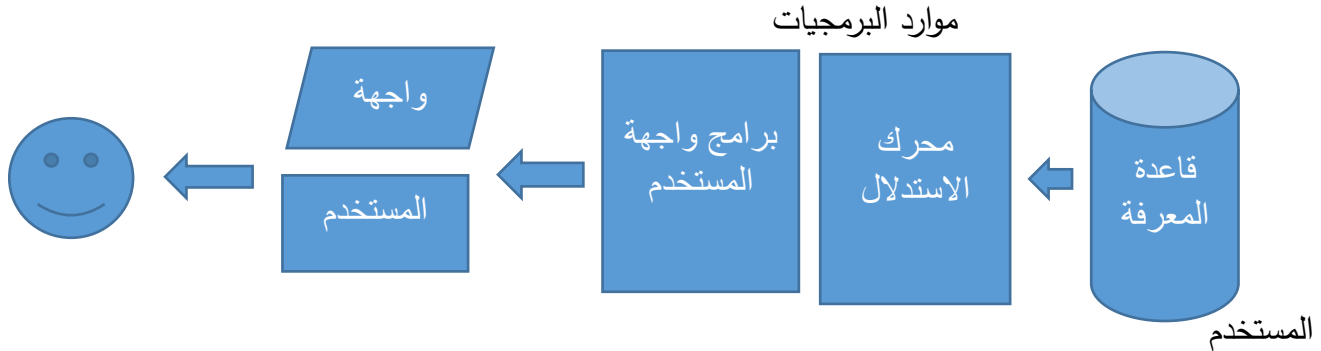 موارد البرمجيات
قاعدة
المعرفة
محرك
الاستدلال
برامج واجهة
المستخدم
واجهة
المستخدم
المستخدم